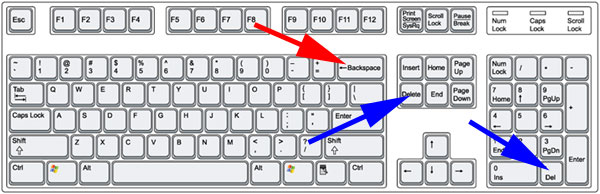 Esc F1 F2 F3 F4 F5 F6 F7 F8 F9 F10 F11 F12 Print Screen SysRq Scroll Lock Pause Break Num Lock Caps Lock Scroll Lock
~ ` ! 1 @ 2 # 3 $ 4 % 5 ^ 6 & 7 * 8 ( 9 ) 0 _ - + = ←Backspace Insert Home Page Up Num Lock / * -
Tab Q W E R T Y U I O P { [ } ] | \ Delete End Page Down 7 Home 8 ↑ 9 PgUp +
Caps Lock A S D F G H J K L : ; " ' Enter 4 ← 5 6 →
Shift Z X C V B N M < , > . ? / Shift ↑ 1 End 2 PgDn Enter
Ctrl Alt Alt Ctrl ← ↓ → 0 Ins Del